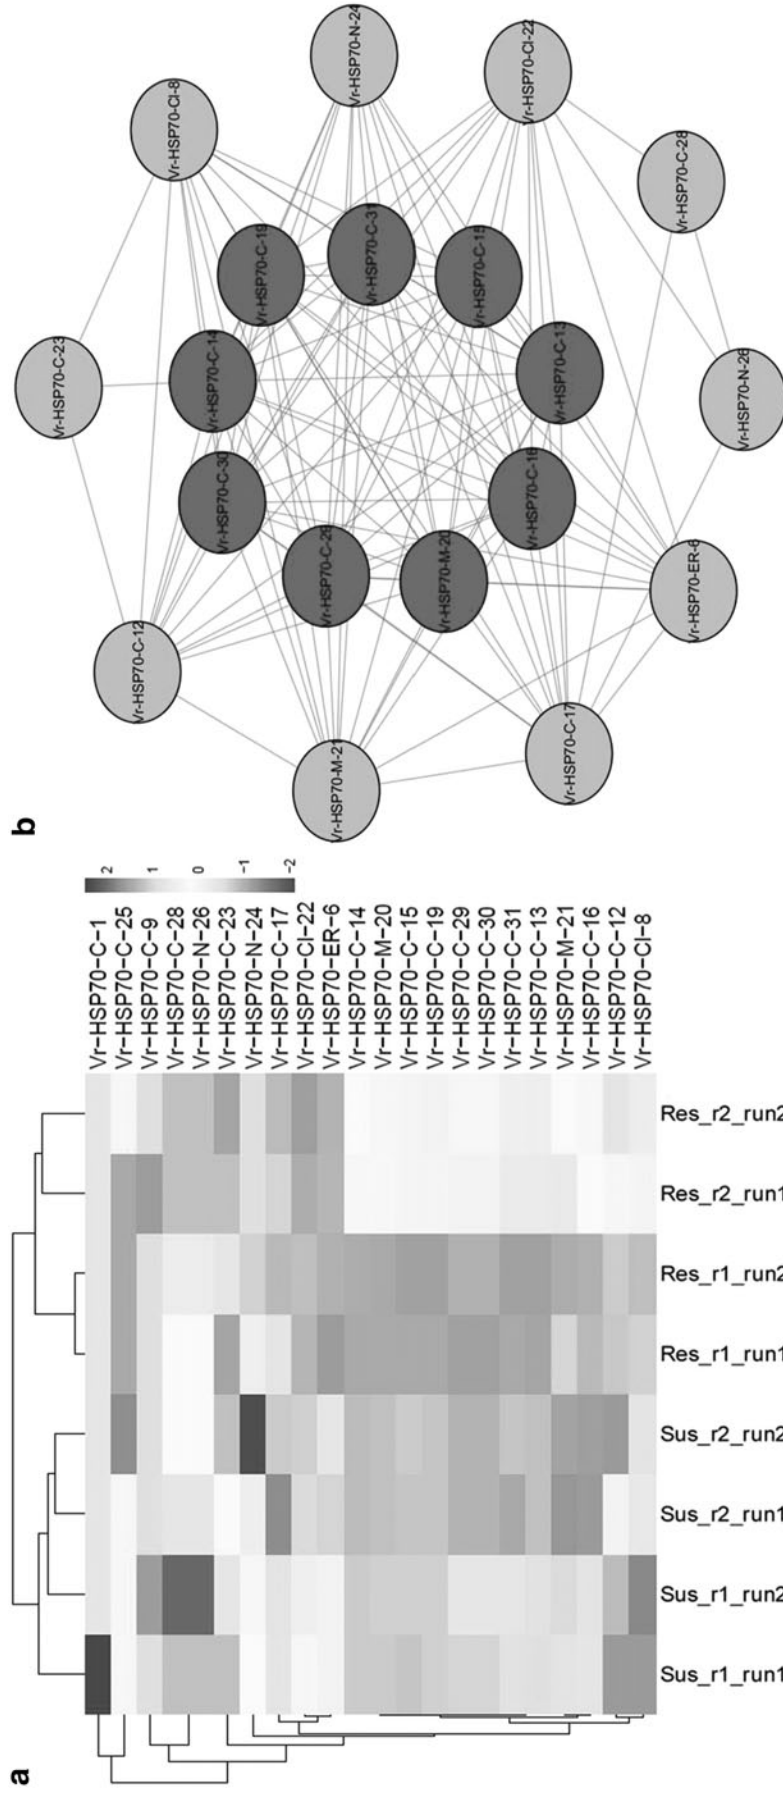 a
2
1
0
−1
−2
Vr−HSP70−C−1
Vr−HSP70−C−25
Vr−HSP70−C−9
Vr−HSP70−C−28
Vr−HSP70−N−26
Vr−HSP70−C−23
Vr−HSP70−N−24
Vr−HSP70−C−17
Vr−HSP70−Cl−22
Vr−HSP70−ER−6
Vr−HSP70−C−14
Vr−HSP70−M−20
Vr−HSP70−C−15
Vr−HSP70−C−19
Vr−HSP70−C−29
Vr−HSP70−C−30
Vr−HSP70−C−31
Vr−HSP70−C−13
Vr−HSP70−M−21
Vr−HSP70−C−16
Vr−HSP70−C−12
Vr−HSP70−Cl−8
Sus_r1_run1
Sus_r1_run2
Sus_r2_run1
Sus_r2_run2
Res_r1_run1
Res_r1_run2
Res_r2_run1
Res_r2_run2
b
Vr-HSP70-C-23
Vr-HSP70-C-12
Vr-HSP70-Cl-8
Vr-HSP70-C-14
Vr-HSP70-C-30
Vr-HSP70-C-19
Vr-HSP70-N-24
Vr-HSP70-C-31
Vr-HSP70-C-29
Vr-HSP70-M-21
Vr-HSP70-M-20
Vr-HSP70-C-15
Vr-HSP70-Cl-22
Vr-HSP70-C-16
Vr-HSP70-C-13
Vr-HSP70-C-17
Vr-HSP70-C-28
Vr-HSP70-ER-6
Vr-HSP70-N-26